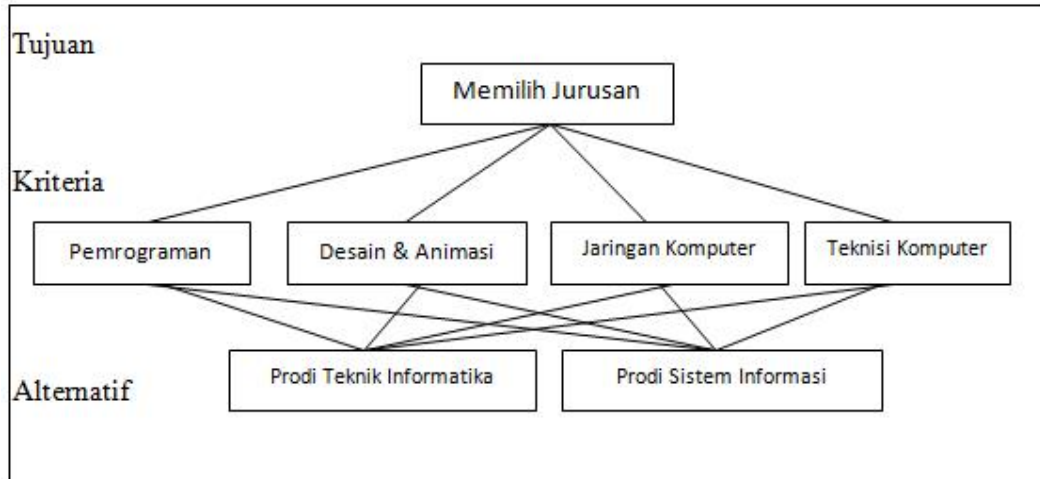 Tujuan
Memilih Jurusan
Kriteria
Pemrograman
Desain & Animasi
Jaringan Komputer
Teknisi Komputer
Prodi Teknik Informatika
Prodi Sistem Informasi
Alternatif